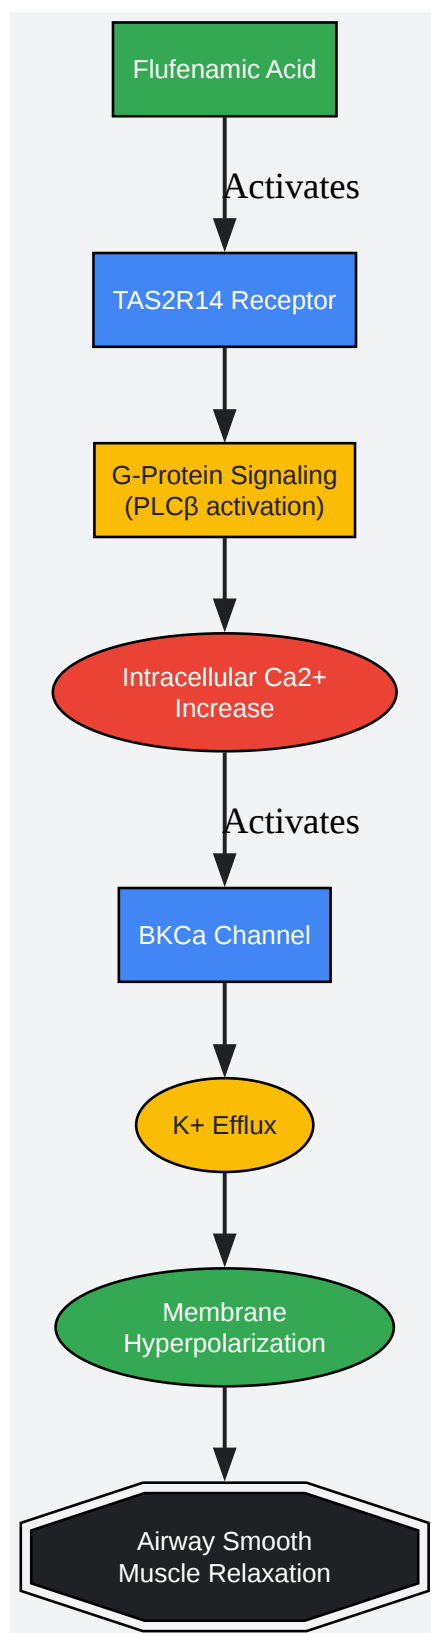 Flufenamic Acid
Activates
TAS2R14 Receptor
G-Protein Signaling
(PLCβ activation)
Intracellular Ca2+
Increase
Activates
BKCa Channel
K+ Efflux
Membrane
Hyperpolarization
Airway Smooth
Muscle Relaxation